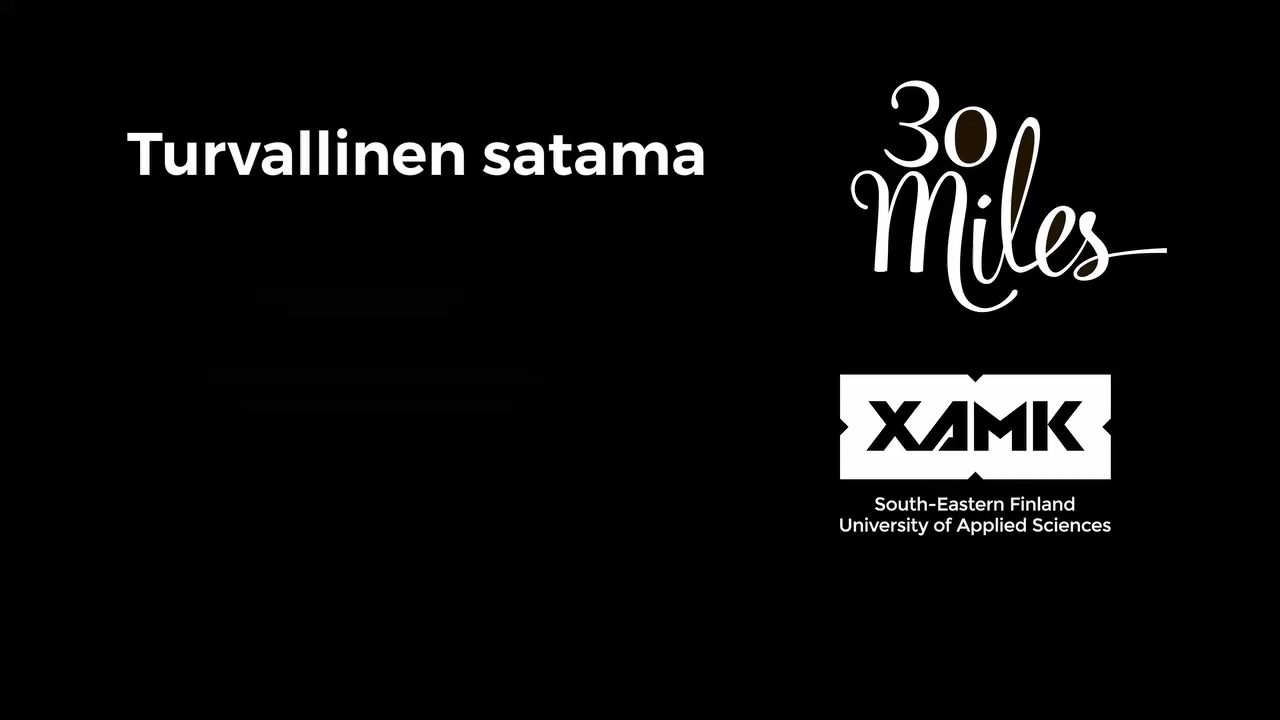 Turvallinen satama
30
Miles
XAMK
South-Eastern Finland
University of Applied Sciences